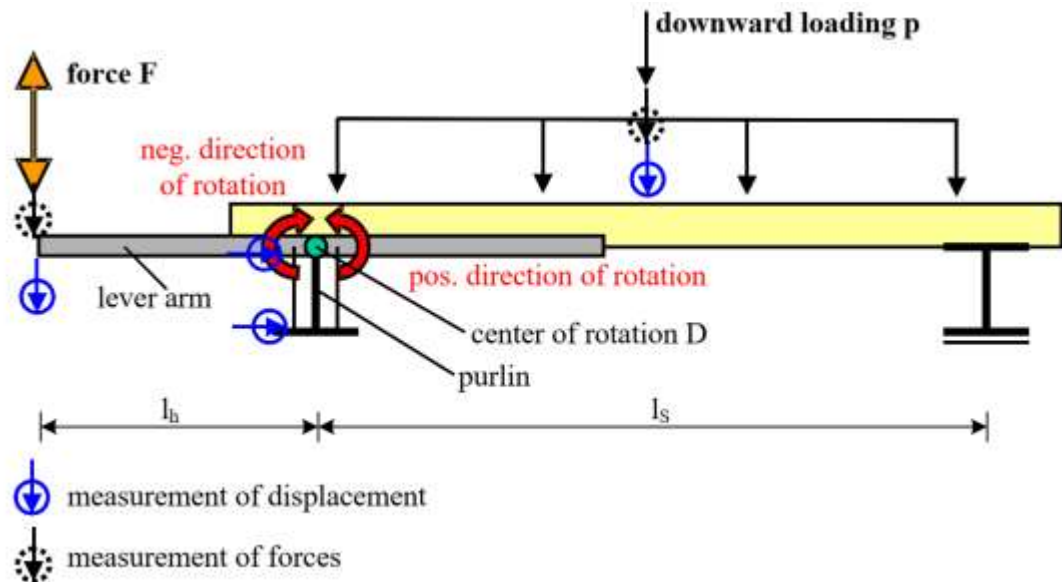 downward loading p
force F
neg. direction
of rotation
pos. direction of rotation
lever arm
center of rotation D
purlin
lh
lS
measurement of displacement
measurement of forces